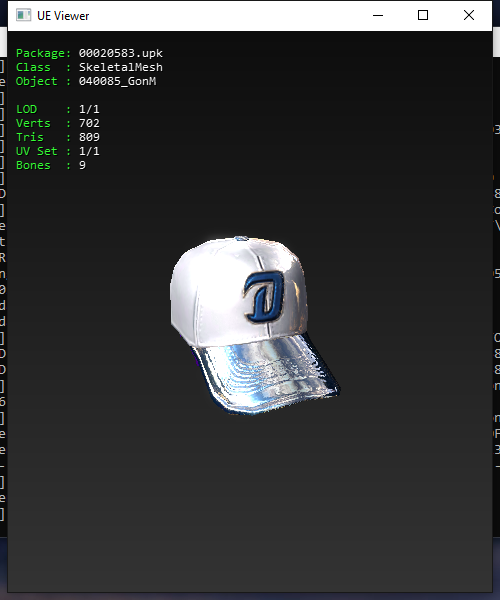 UE Viewer
Package: 00020583.upk
Class : SkeletalMesh
Object : 040085_GonM
LOD : 1/1
Verts : 702
Tris : 809
UV Set : 1/1
Bones : 9
D